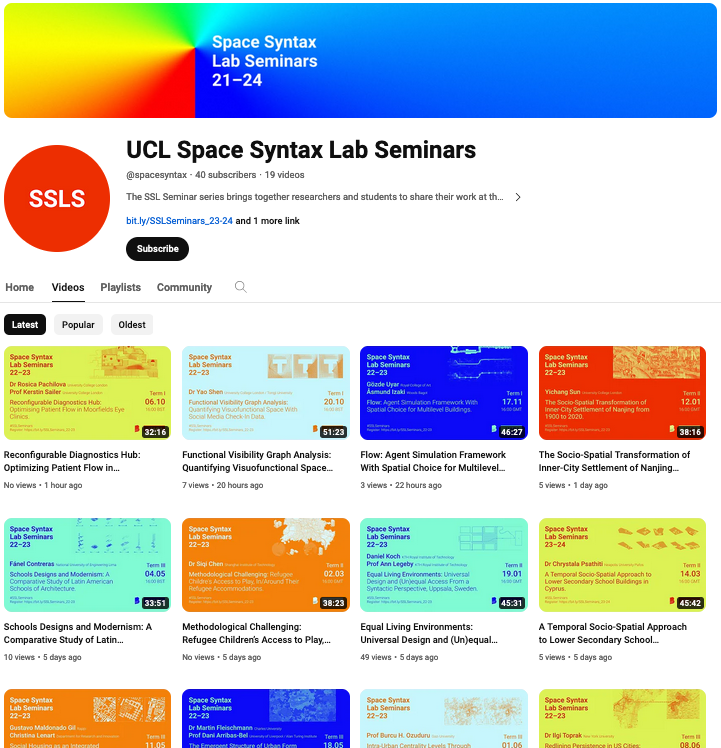 Space Syntax
Lab Seminars
21–24
SSLS
UCL Space Syntax Lab Seminars
@spacesyntax · 40 subscribers · 19 videos
The SSL Seminar series brings together researchers and students to share their work at th...
bit.ly/SSLSeminars_23-24 and 1 more link
Subscribe
Home Videos Playlists Community
Latest Popular Oldest
Space Syntax
Lab Seminars
22–23
Dr Rosica Pachilova
Prof Kerstin Sailer
Term I
06.10
Reconfigurable Diagnostics Hub:
Optimising Patient Flow in Moorfields Eye
Clinics.
32:16
Reconfigurable Diagnostics Hub:
Optimizing Patient Flow in...
No views • 1 hour ago
Space Syntax
Lab Seminars
22–23
Dr Yao Shen
Term I
20.10
Functional Visibility Graph Analysis:
Quantifying Visuofunctional Space With
Social Media Check-In Data.
51:23
Functional Visibility Graph Analysis:
Quantifying Visuofunctional Space...
7 views • 20 hours ago
Space Syntax
Lab Seminars
22–23
Gözde Uyar
Åsmund Izaki
Term I
17.11
Flow: Agent Simulation Framework With
Spatial Choice for Multilevel Buildings.
46:27
Flow: Agent Simulation Framework
With Spatial Choice for Multilevel...
3 views • 22 hours ago
Space Syntax
Lab Seminars
22–23
Yichang Sun
Term II
12.01
The Socio-Spatial Transformation of
Inner-City Settlement of Nanjing from
1900 to 2020.
38:16
The Socio-Spatial Transformation of
Inner-City Settlement of Nanjing...
5 views • 1 day ago
Space Syntax
Lab Seminars
22–23
Fánel Contreras
Term III
04.05
Schools Designs and Modernism: A
Comparative Study of Latin American
Schools of Architecture.
33:51
Schools Designs and Modernism: A
Comparative Study of Latin...
10 views • 5 days ago
Space Syntax
Lab Seminars
22–23
Dr Siqi Chen
Term II
02.03
Methodological Challenging: Refugee
Children's Access to Play, In/Around Their
Refugee Accommodations.
38:23
Methodological Challenging:
Refugee Children's Access to Play,...
No views • 5 days ago
Space Syntax
Lab Seminars
22–23
Daniel Koch
Prof Ann Legeby
Term II
19.01
Equal Living Environments: Universal
Design and (Un)equal Access From a
Syntactic Perspective, Uppsala, Sweden.
45:31
Equal Living Environments:
Universal Design and (Un)equal...
49 views • 5 days ago
Space Syntax
Lab Seminars
23–24
Dr Chrystala Psathiti
Term II
14.03
A Temporal Socio-Spatial Approach to
Lower Secondary School Buildings in
Cyprus.
45:42
A Temporal Socio-Spatial Approach
to Lower Secondary School...
5 views • 5 days ago
Space Syntax
Lab Seminars
22–23
Gustavo Maldonado Gil
Christina Lenart
Term III
11.05
Social Housing as an Integrated
Space Syntax
Lab Seminars
22–23
Dr Martin Fleischmann
Prof Dani Arribas-Bel
Term III
18.05
The Emergent Structure of Urban Form
Space Syntax
Lab Seminars
22–23
Prof Burcu H. Ozuduru
Term III
01.06
Intra-Urban Centrality Levels Through
Space Syntax
Lab Seminars
22–23
Dr Ilgi Toprak
Term III
08.06
Redlining Persistence in US Cities: